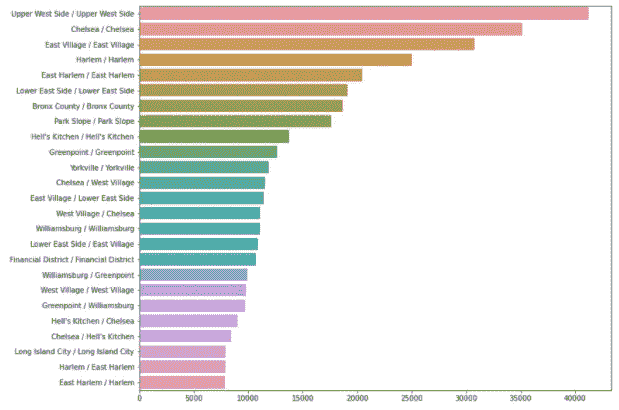 Upper West Side / Upper West Side
Chelsea / Chelsea
East Village / East Village
Harlem / Harlem
East Harlem / East Harlem
Lower East Side / Lower East Side
Bronx County / Bronx County
Park Slope / Park Slope
Hell's Kitchen / Hell's Kitchen
Greenpoint / Greenpoint
Yorkville / Yorkville
Chelsea / West Village
East Village / Lower East Side
West Village / Chelsea
Williamsburg / Williamsburg
Lower East Side / East Village
Financial District / Financial District
Williamsburg / Greenpoint
West Village / West Village
Greenpoint / Williamsburg
Hell's Kitchen / Chelsea
Chelsea / Hell's Kitchen
Long Island City / Long Island City
Harlem / East Harlem
East Harlem / Harlem
0 5000 10000 15000 20000 25000 30000 35000 40000